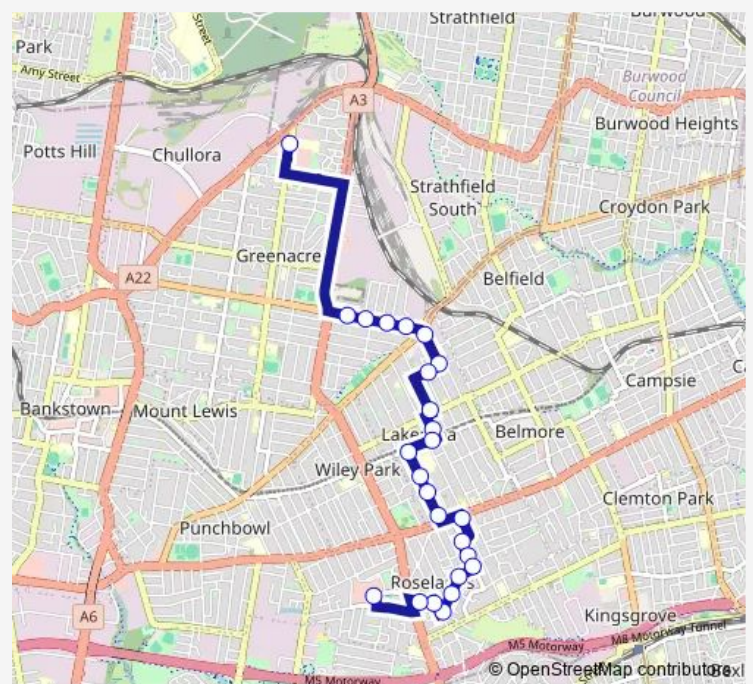 Strathfield
Park
Amy Street
Street
Burwood
Council
A3
Burwood Heights
Potts Hill
Chullora
Strathfield
South
Croydon Park
Greenacre
A22
Belfield
Campsie
Bankstown
Mount Lewis
Belmore
Wiley Park
Clemton Park
Punchbowl
A6
Kingsgrove
M5 Motorway
M8 Motorway Tunnel
M5 Motorway
© OpenStreetMap contributors